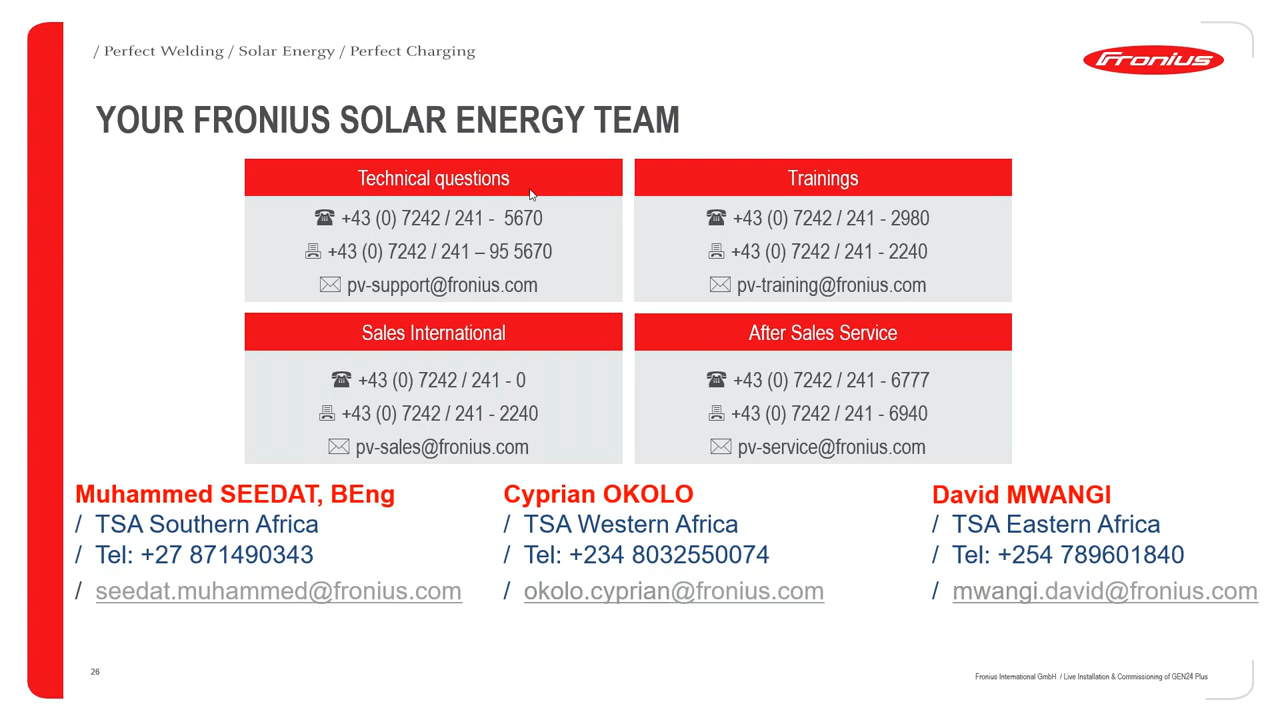 / Perfect Welding / Solar Energy / Perfect Charging
Fronius
YOUR FRONIUS SOLAR ENERGY TEAM
Technical questions
+43 (0) 7242 / 241 -  5670
+43 (0) 7242 / 241 – 95 5670
pv-support@fronius.com
Trainings
+43 (0) 7242 / 241 - 2980
+43 (0) 7242 / 241 - 2240
pv-training@fronius.com
Sales International
+43 (0) 7242 / 241 - 0
+43 (0) 7242 / 241 - 2240
pv-sales@fronius.com
After Sales Service
+43 (0) 7242 / 241 - 6777
+43 (0) 7242 / 241 - 6940
pv-service@fronius.com
Muhammed SEEDAT, BEng
/ TSA Southern Africa
/ Tel: +27 871490343
/ seedat.muhammed@fronius.com
Cyprian OKOLO
/ TSA Western Africa
/ Tel: +234 8032550074
/ okolo.cyprian@fronius.com
David MWANGI
/ TSA Eastern Africa
/ Tel: +254 789601840
/ mwangi.david@fronius.com
26
Fronius International GmbH / Live Installation & Commissioning of GEN24 Plus